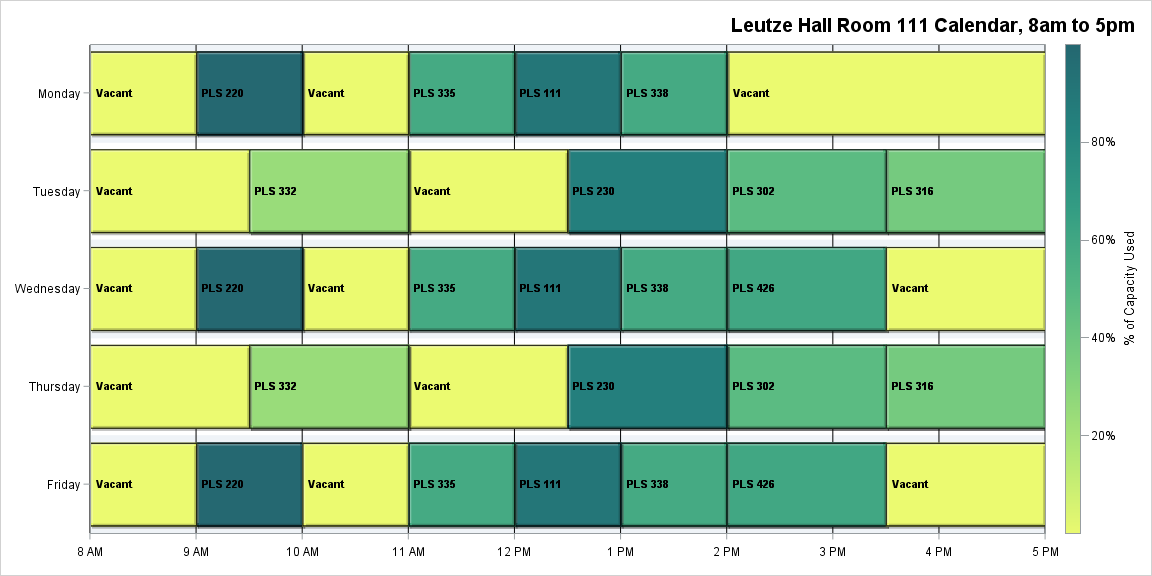 Leutze Hall Room 111 Calendar, 8am to 5pm
Monday
Vacant
PLS 220
Vacant
PLS 335
PLS 111
PLS 338
Vacant
Tuesday
Vacant
PLS 332
Vacant
PLS 230
PLS 302
PLS 316
Wednesday
Vacant
PLS 220
Vacant
PLS 335
PLS 111
PLS 338
PLS 426
Vacant
Thursday
Vacant
PLS 332
Vacant
PLS 230
PLS 302
PLS 316
Friday
Vacant
PLS 220
Vacant
PLS 335
PLS 111
PLS 338
PLS 426
Vacant
8 AM
9 AM
10 AM
11 AM
12 PM
1 PM
2 PM
3 PM
4 PM
5 PM
80%
60%
40%
20%
% of Capacity Used